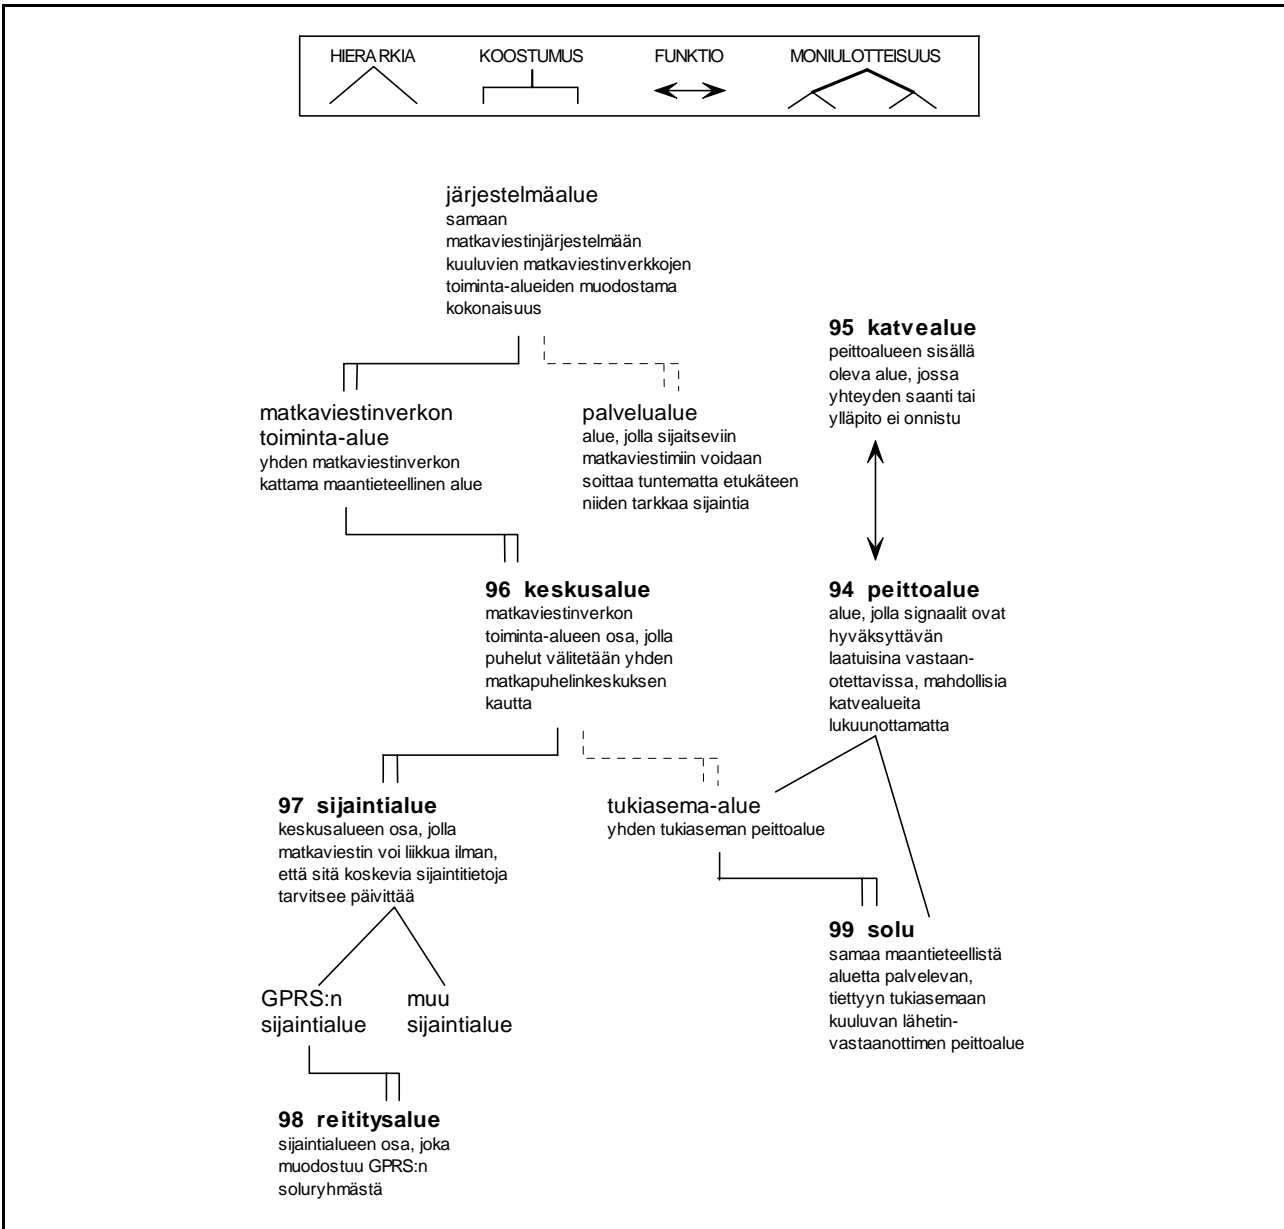 HIERARKIA KOOSTUMUS FUNKTIO MONIULOTTEISUUS
järjestelmäalue
samaan
matkaviestinjärjestelmään
kuuluvien matkaviestinverkkojen
toiminta-alueiden muodostama
kokonaisuus
95 katvealue
peittoalueen sisällä
oleva alue, jossa
yhteyden saanti tai
ylläpito ei onnistu
matkaviestinverkon
toiminta-alue
yhden matkaviestinverkon
kattama maantieteellinen alue
palvelualue
alue, jolla sijaitseviin
matkaviestimiin voidaan
soittaa tuntematta etukäteen
niiden tarkkaa sijaintia
96 keskusalue
matkaviestinverkon
toiminta-alueen osa, jolla
puhelut välitetään yhden
matkapuhelinkeskuksen
kautta
94 peittoalue
alue, jolla signaalit ovat
hyväksyttävän
laatuisina vastaan-
otettavissa, mahdollisia
katvealueita
lukuunottamatta
97 sijaintialue
keskusalueen osa, jolla
matkaviestin voi liikkua ilman,
että sitä koskevia sijaintitietoja
tarvitsee päivittää
tukiasema-alue
yhden tukiaseman peittoalue
99 solu
samaa maantieteellistä
aluetta palvelevan,
tiettyyn tukiasemaan
kuuluvan lähetin-
vastaanottimen peittoalue
GPRS:n
sijaintialue
muu
sijaintialue
98 reititysalue
sijaintialueen osa, joka
muodostuu GPRS:n
soluryhmästä